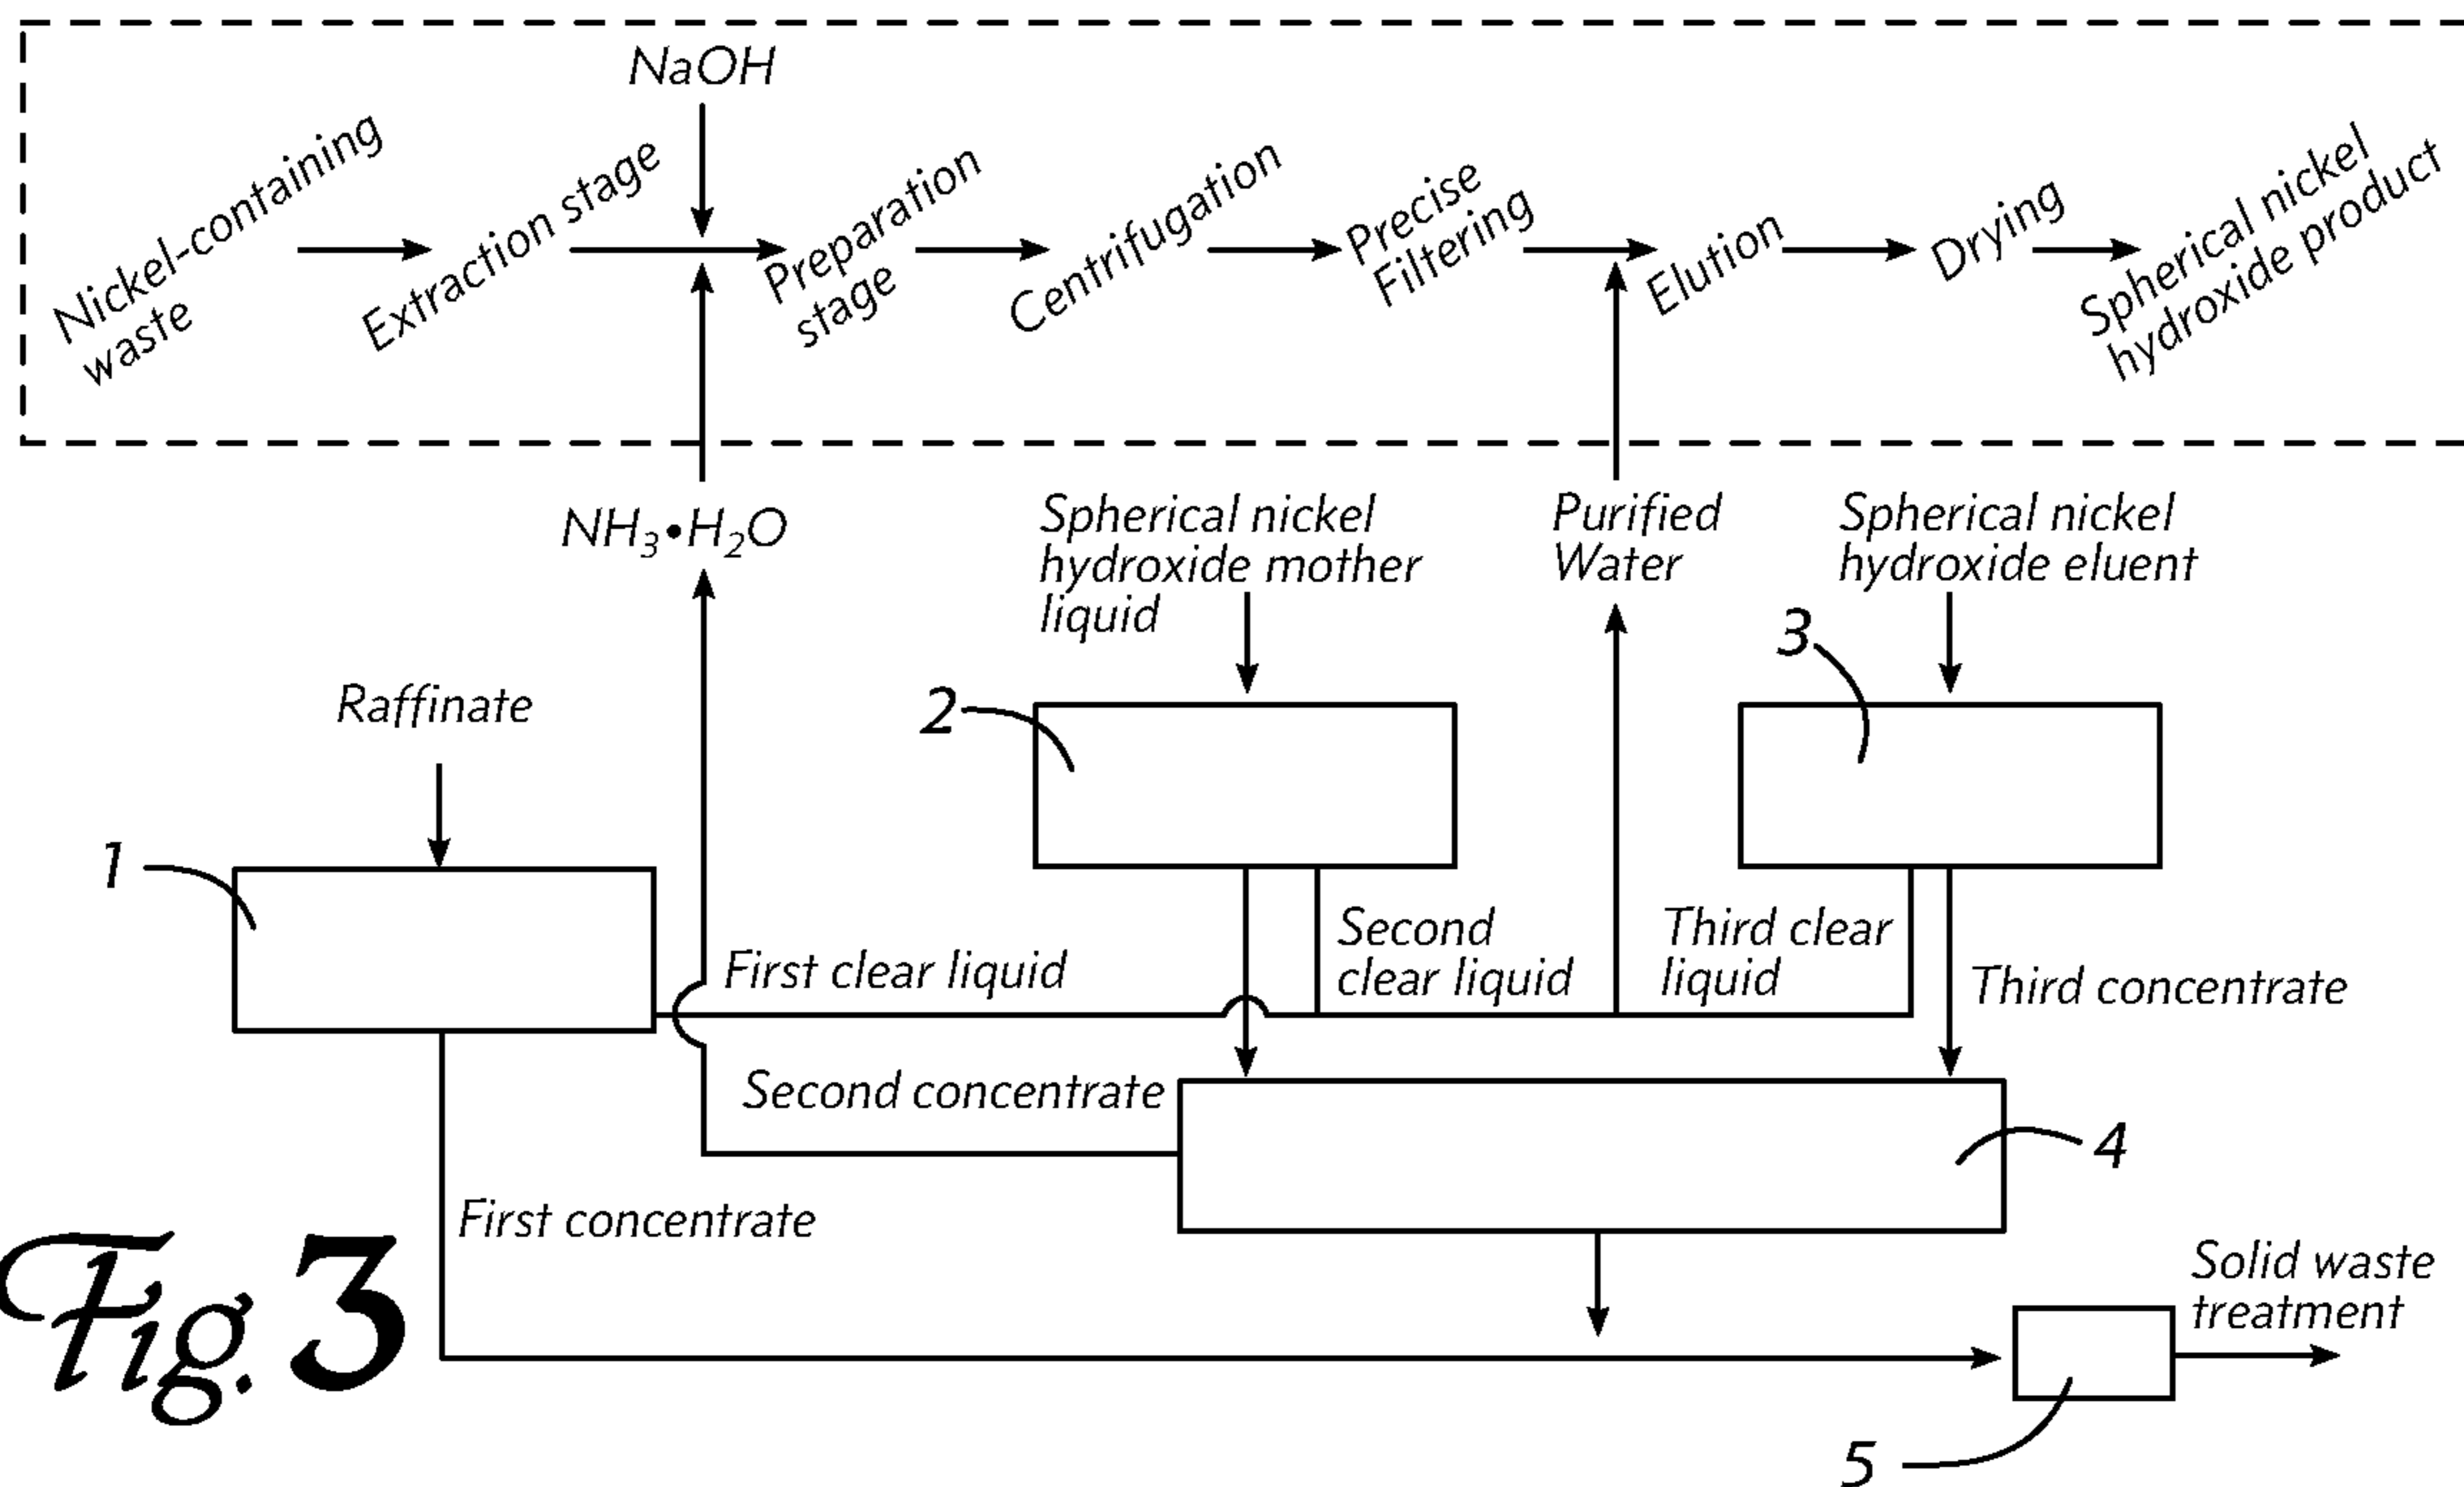 NaOH
Nickel-containing
waste
Extraction stage
Preparation
stage
Centrifugation
Precise
Filtering
Elution
Drying
Spherical nickel
hydroxide product
NH₃•H₂O
Spherical nickel
hydroxide mother
liquid
Purified
Water
Spherical nickel
hydroxide eluent
3
2
Raffinate
1
First clear liquid
Second
clear liquid
Third clear
liquid
Third concentrate
Second concentrate
4
First concentrate
Solid waste
treatment
5
Fig. 3